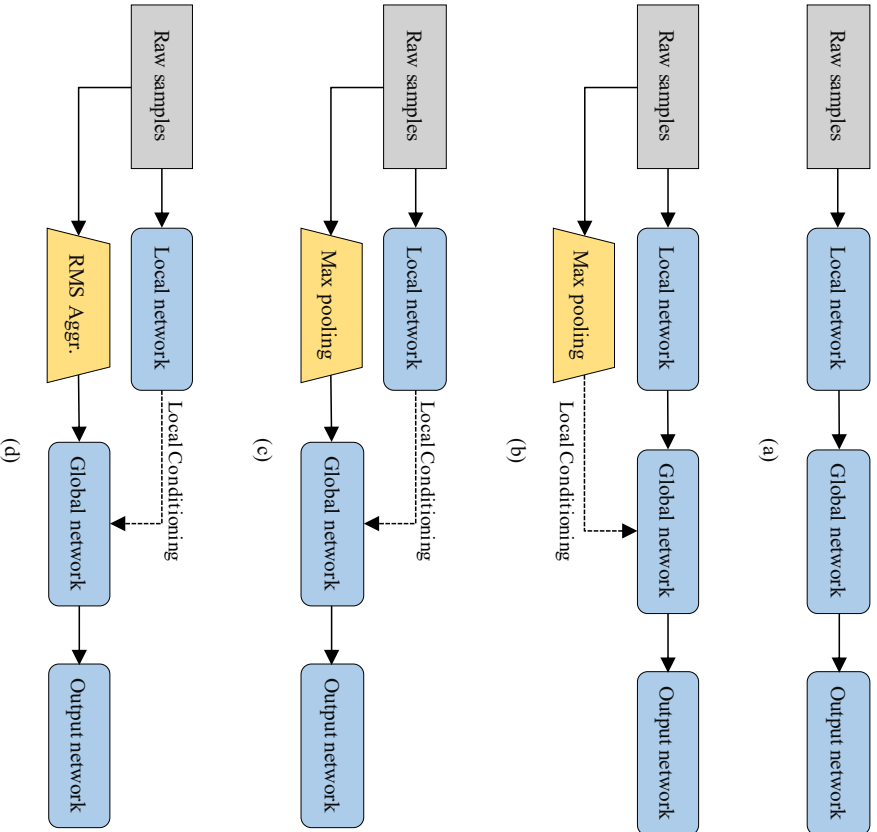 Raw samples
Local network
Global network
Output network
(a)
Raw samples
Local network
Global network
Output network
Max pooling
Local Conditioning
(b)
Raw samples
Local network
Local Conditioning
Max pooling
Global network
Output network
(c)
Raw samples
Local network
Local Conditioning
RMS Aggr.
Global network
Output network
(d)